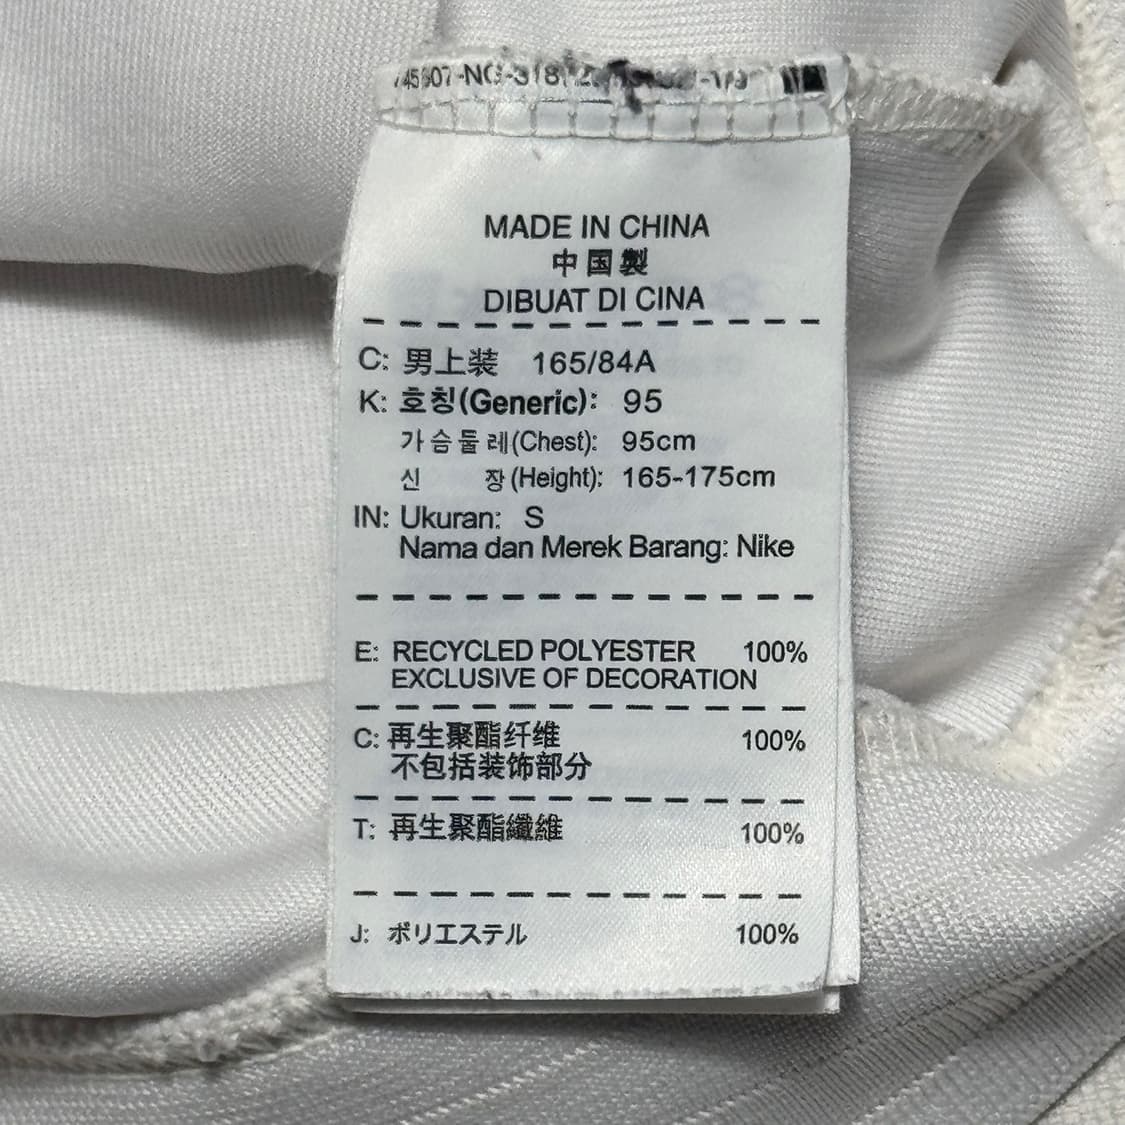 MADE IN CHINA
中国製
DIBUAT DI CINA
C: 男上装 165/84A
K: 호칭(Generic): 95
가슴둘레(Chest): 95cm
신 장(Height): 165-175cm
IN: Ukuran: S
Nama dan Merek Barang: Nike
E: RECYCLED POLYESTER 100%
EXCLUSIVE OF DECORATION
C: 再生聚酯纤维 100%
不包括装饰部分
T: 再生聚酯纖維 100%
J: ポリエステル 100%